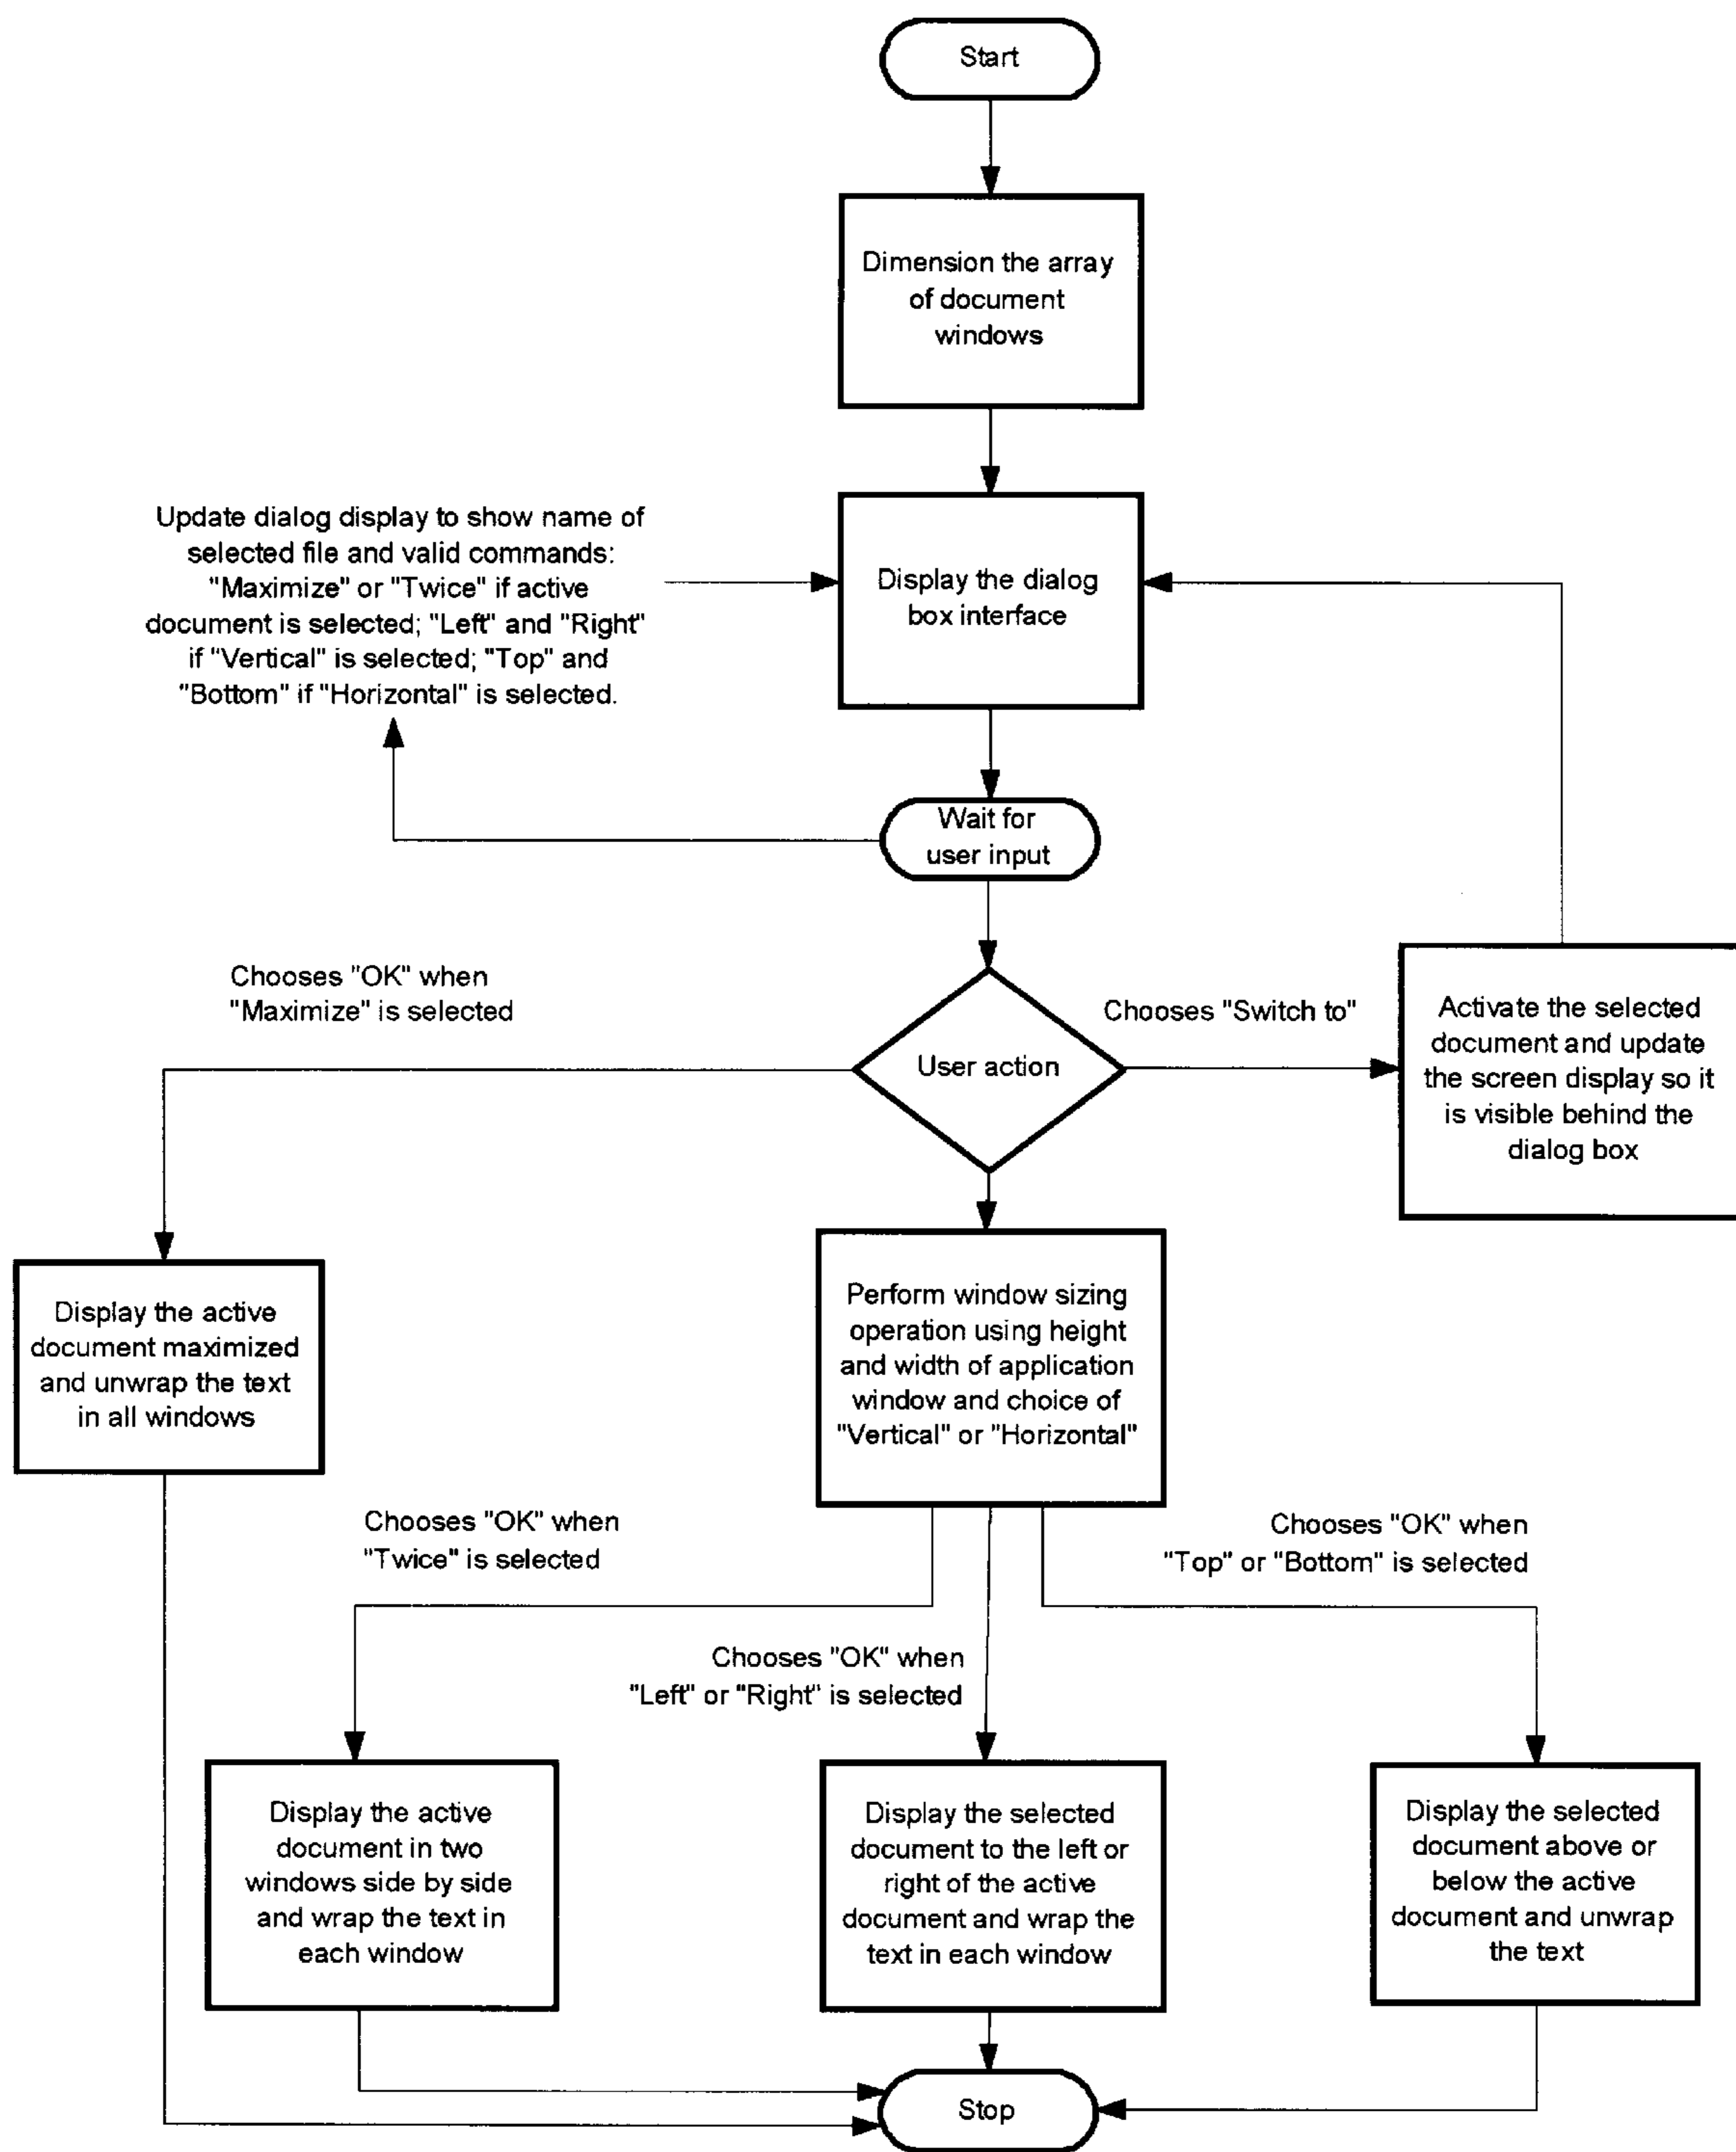 Start
Dimension the array
of document
windows
Update dialog display to show name of
selected file and valid commands:
"Maximize" or "Twice" if active
document is selected; "Left" and "Right"
if "Vertical" is selected; "Top" and
"Bottom" if "Horizontal" is selected.
Display the dialog
box interface
Wait for
user input
Chooses "OK" when
"Maximize" is selected
User action
Chooses "Switch to"
Activate the selected
document and update
the screen display so it
is visible behind the
dialog box
Display the active
document maximized
and unwrap the text
in all windows
Perform window sizing
operation using height
and width of application
window and choice of
"Vertical" or "Horizontal"
Chooses "OK" when
"Twice" is selected
Chooses "OK" when
"Left" or "Right" is selected
Chooses "OK" when
"Top" or "Bottom" is selected
Display the active
document in two
windows side by side
and wrap the text in
each window
Display the selected
document to the left or
right of the active
document and wrap the
text in each window
Display the selected
document above or
below the active
document and unwrap
the text
Stop